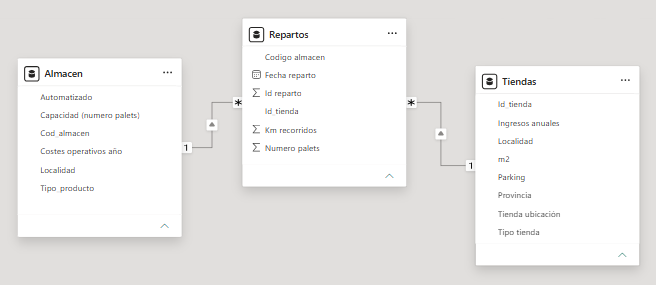 Almacen
Automatizado
Capacidad (numero palets)
Cod_almacen
Costes operativos año
Localidad
Tipo_producto
1
*
Repartos
Codigo almacen
Fecha reparto
Id reparto
Id_tienda
Km recorridos
Numero palets
*
1
Tiendas
Id_tienda
Ingresos anuales
Localidad
m2
Parking
Provincia
Tienda ubicación
Tipo tienda